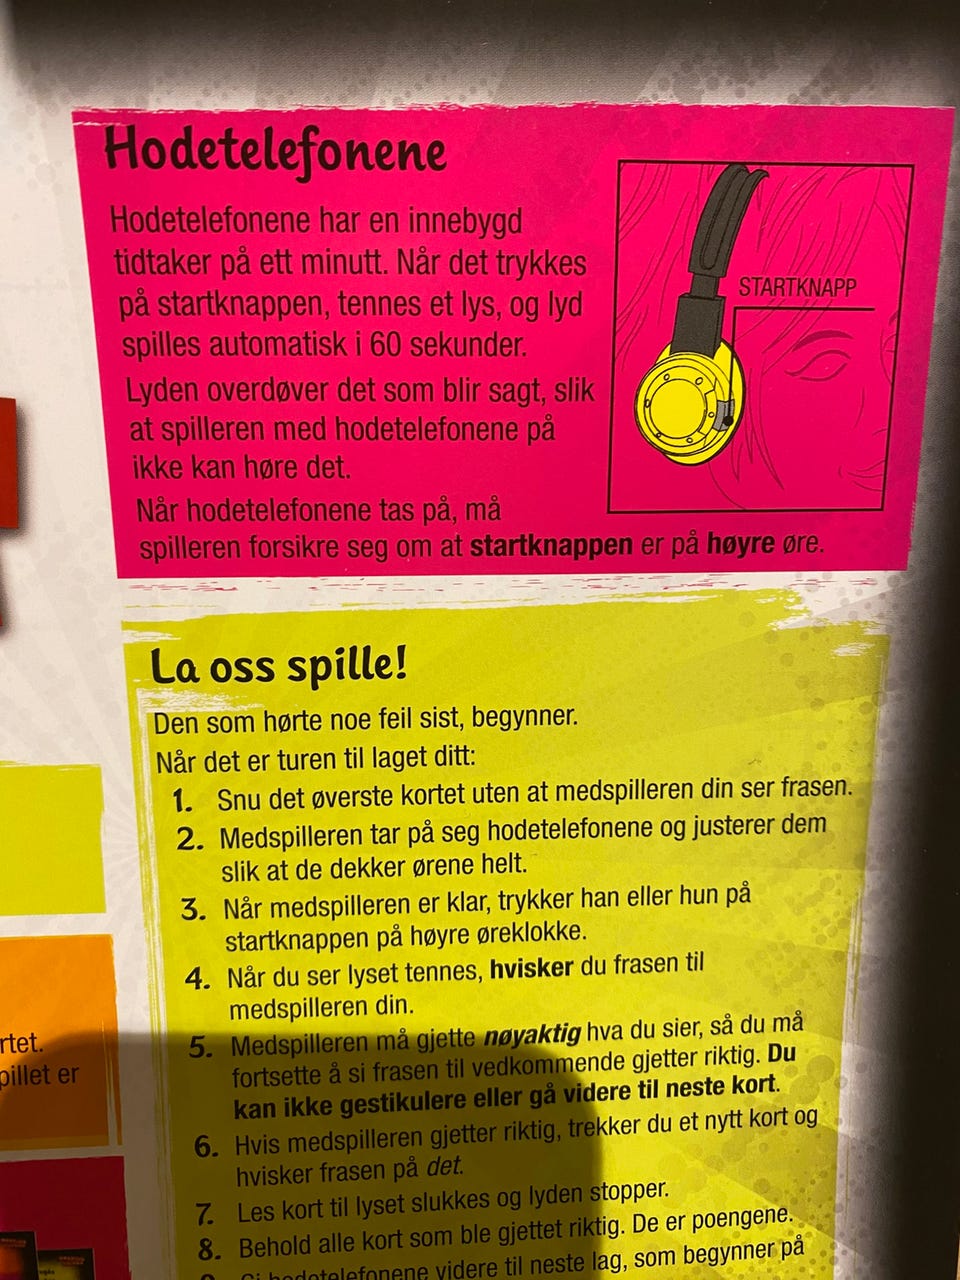 Hodetelefonene
Hodetelefonene har en innebygd
tidtaker på ett minutt. Når det trykkes
på startknappen, tennes et lys, og lyd
spilles automatisk i 60 sekunder.
Lyden overdøver det som blir sagt, slik
at spilleren med hodetelefonene på
ikke kan høre det.
Når hodetelefonene tas på, må
spilleren forsikre seg om at startknappen er på høyre øre.
STARTKNAPP
La oss spille!
Den som hørte noe feil sist, begynner.
Når det er turen til laget ditt:
1. Snu det øverste kortet uten at medspilleren din ser frasen.
2. Medspilleren tar på seg hodetelefonene og justerer dem
slik at de dekker ørene helt.
3. Når medspilleren er klar, trykker han eller hun på
startknappen på høyre øreklokke.
4. Når du ser lyset tennes, hvisker du frasen til
medspilleren din.
5. Medspilleren må gjette nøyaktig hva du sier, så du må
fortsette å si frasen til vedkommende gjetter riktig. Du
kan ikke gestikulere eller gå videre til neste kort.
6. Hvis medspilleren gjetter riktig, trekker du et nytt kort og
hvisker frasen på det.
7. Les kort til lyset slukkes og lyden stopper.
8. Behold alle kort som ble gjettet riktig. De er poengene.
hodetelefonene videre til neste lag, som begynner på
rtet.
pillet er